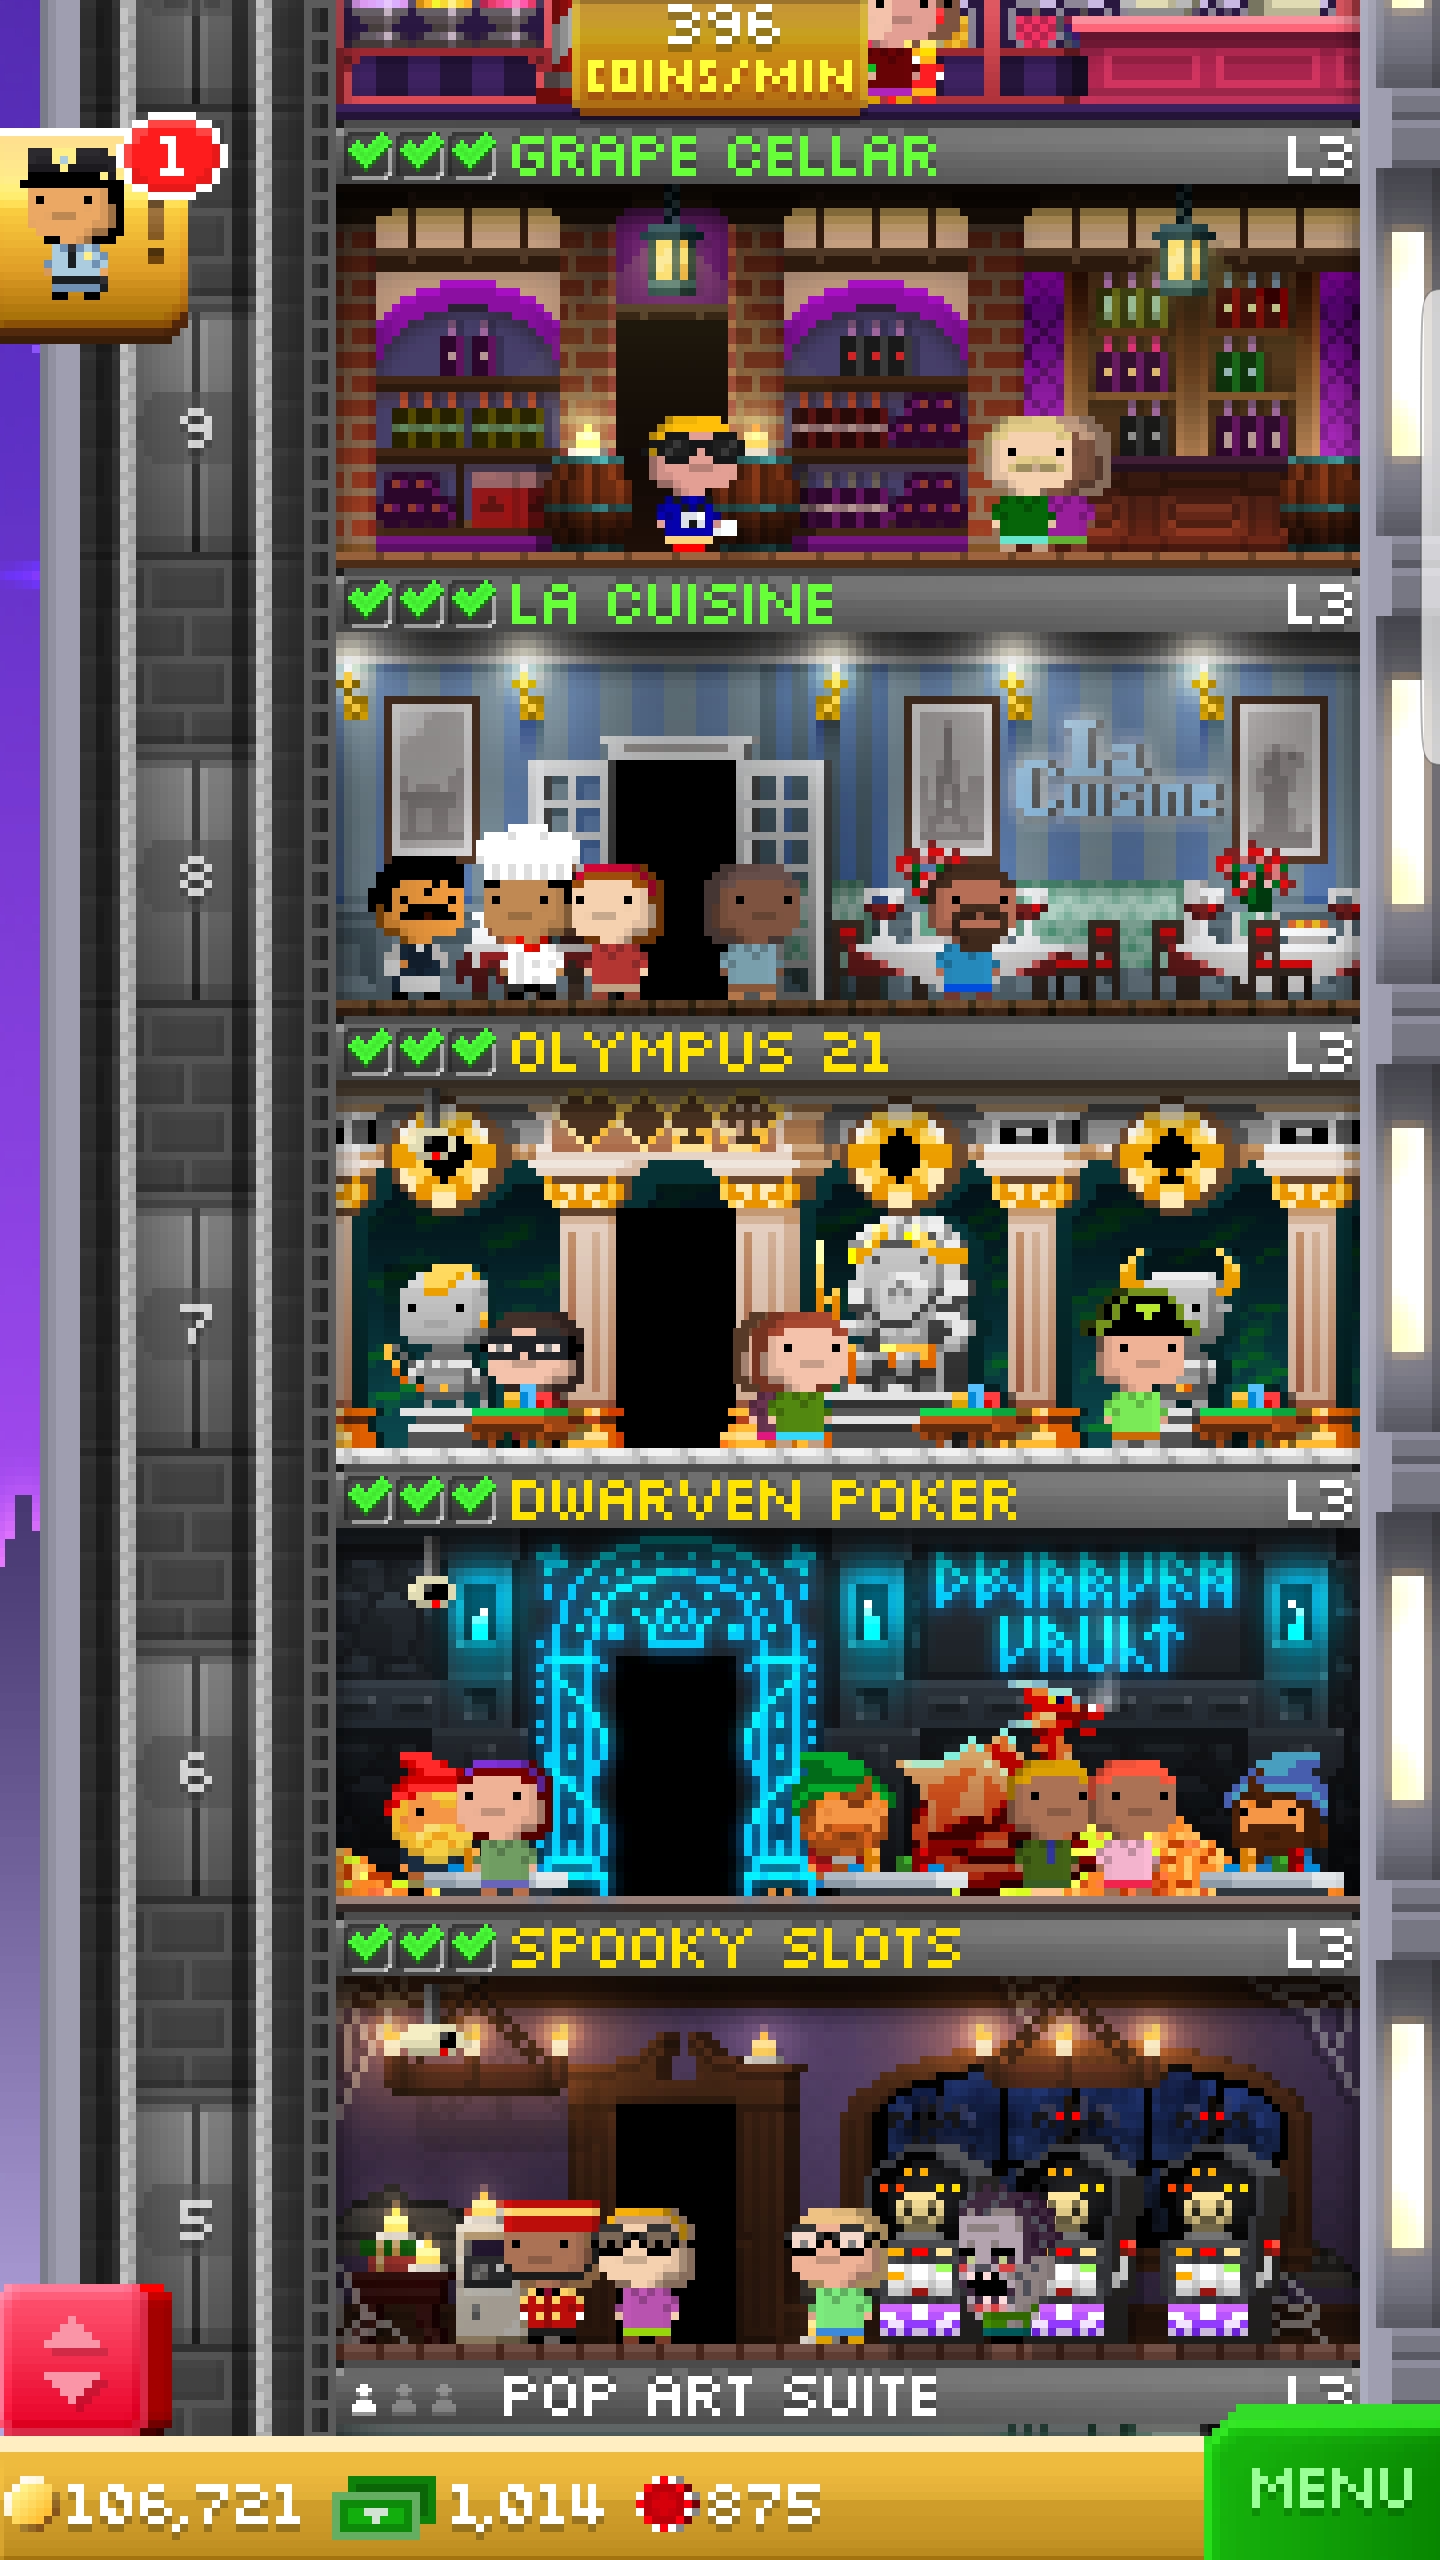 396
COINS/MIN
1
!
GRAPE CELLAR L3
9
LA CUISINE L3
La
Cuisine
8
OLYMPUS 21 L3
7
DWARVEN POKER L3
DWARVEN
VAULT
6
SPOOKY SLOTS L3
5
POP ART SUITE L3
106,721 1,014 875
MENU